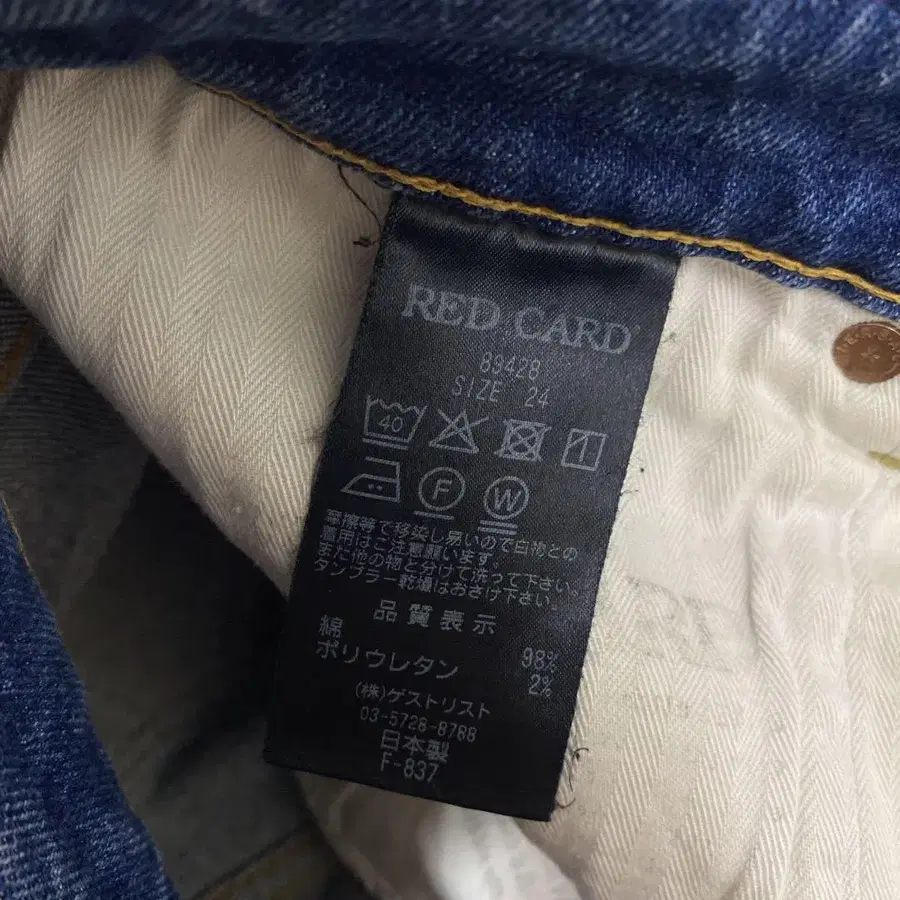 RED CARD
89428
SIZE 24
40
F W
摩擦等で移染し易いので白物との
着用はご注意願います。
また他の物と分けて洗って下さい。
タンブラー乾燥はおさけ下さい。
品質表示
綿 98%
ポリウレタン 2%
(株)ゲストリスト
03-5728-8788
日本製
F-837